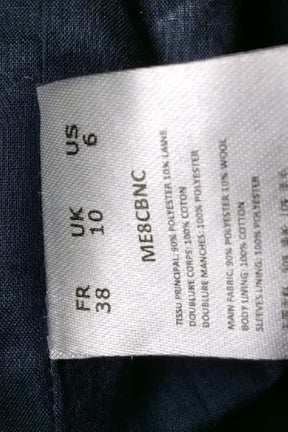 FR UK US
38 10 6
ME8CBNC
TISSU PRINCIPAL: 90% POLYESTER 10% LAINE
DOUBLURE CORPS: 100% COTON
DOUBLURE MANCHES: 100% POLYESTER
MAIN FABRIC: 90% POLYESTER 10% WOOL
BODY LINING: 100% COTTON
SLEEVES LINING: 100% POLYESTER